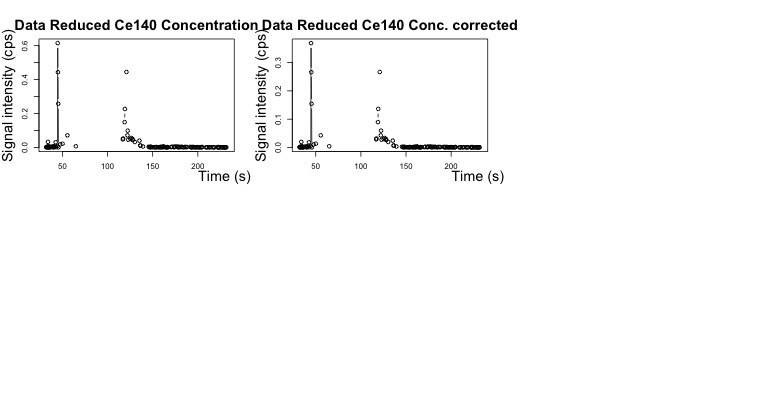 Data Reduced Ce140 Concentration
Signal intensity (cps)
0.0
0.2
0.4
0.6
50
100
150
200
Time (s)
Data Reduced Ce140 Conc. corrected
Signal intensity (cps)
0.0
0.1
0.2
0.3
50
100
150
200
Time (s)